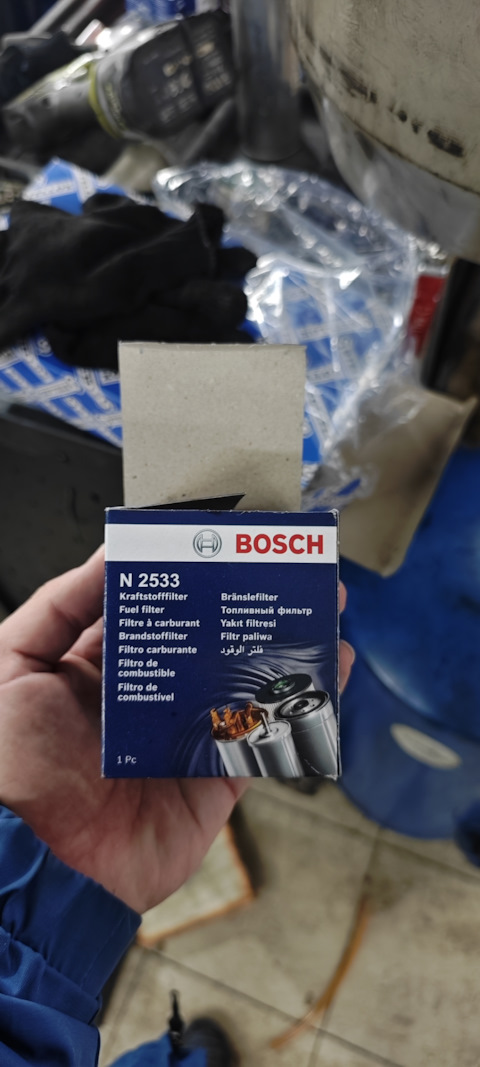 BOSCH
N 2533
Kraftstofffilter
Fuel filter
Filtre à carburant
Brandstoffilter
Filtro carburante
Filtro de
combustible
Filtro de
combustível
Bränslefilter
Топливный фильтр
Yakıt filtresi
Filtr paliwa
فلتر الوقود
1 Pc